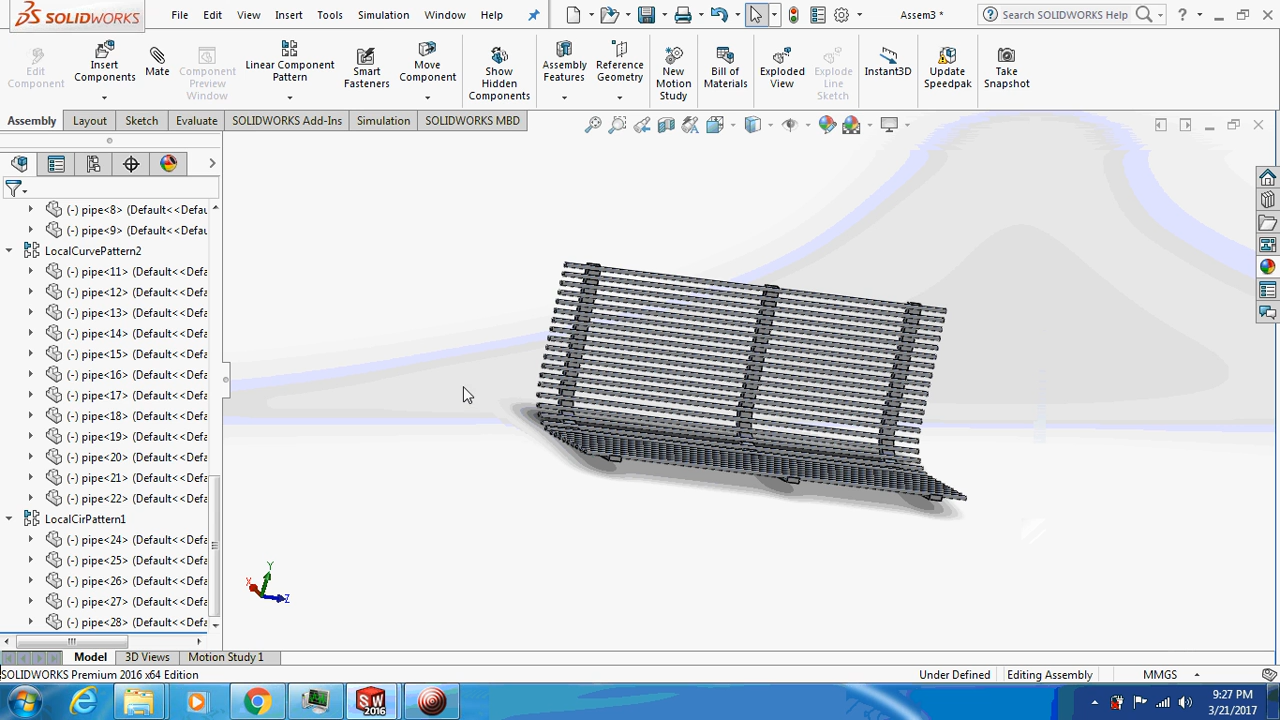 SOLIDWORKS
File Edit View Insert Tools Simulation Window Help
Assem3 *
Search SOLIDWORKS Help
?
Edit Component
Insert Components
Mate
Component Preview Window
Linear Component Pattern
Smart Fasteners
Move Component
Show Hidden Components
Assembly Features
Reference Geometry
New Motion Study
Bill of Materials
Exploded View
Explode Line Sketch
Instant3D
Update Speedpak
Take Snapshot
Assembly Layout Sketch Evaluate SOLIDWORKS Add-Ins Simulation SOLIDWORKS MBD
(-) pipe<8> (Default<<Defau
(-) pipe<9> (Default<<Defau
LocalCurvePattern2
(-) pipe<11> (Default<<Defa
(-) pipe<12> (Default<<Defa
(-) pipe<13> (Default<<Defa
(-) pipe<14> (Default<<Defa
(-) pipe<15> (Default<<Defa
(-) pipe<16> (Default<<Defa
(-) pipe<17> (Default<<Defa
(-) pipe<18> (Default<<Defa
(-) pipe<19> (Default<<Defa
(-) pipe<20> (Default<<Defa
(-) pipe<21> (Default<<Defa
(-) pipe<22> (Default<<Defa
LocalCirPattern1
(-) pipe<24> (Default<<Defa
(-) pipe<25> (Default<<Defa
(-) pipe<26> (Default<<Defa
(-) pipe<27> (Default<<Defa
(-) pipe<28> (Default<<Defa
Y
X
Z
Model 3D Views Motion Study 1
SOLIDWORKS Premium 2016 x64 Edition
Under Defined Editing Assembly MMGS
SW 2016
9:27 PM
3/21/2017